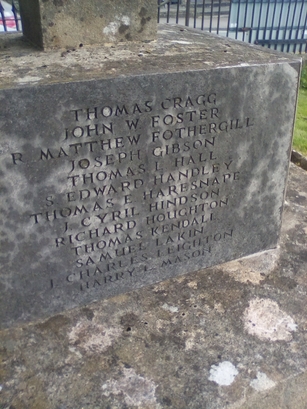 THOMAS CRAGG
JOHN W FOSTER
R MATTHEW FOTHERGILL
JOSEPH GIBSON
THOMAS L HALL
S EDWARD HANDLEY
THOMAS E HARESNAPE
J CYRIL HINDSON
RICHARD HOUGHTON
THOMAS KENDALL
SAMUEL LAKIN
J CHARLES LEIGHTON
HARRY E MASON